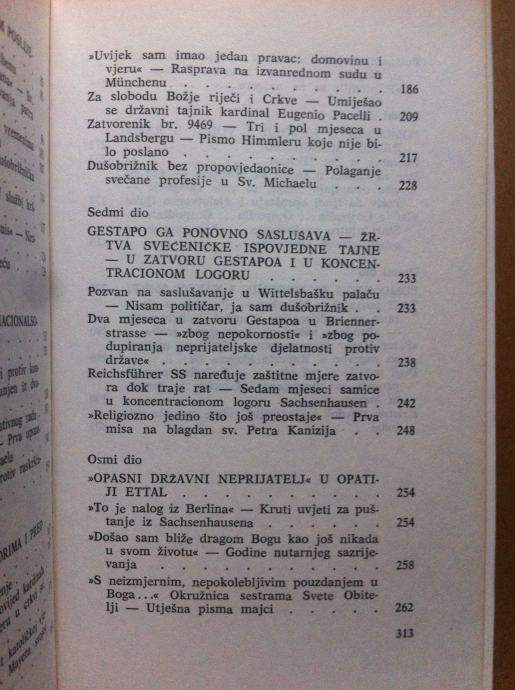 »Uvijek sam imao jedan pravac: domovinu i
vjeru« — Rasprava na izvanrednom sudu u
Münchenu . . . . . . . . . 186
Za slobodu Božje riječi i Crkve — Umiješao
se državni tajnik kardinal Eugenio Pacelli . 209
Zatvorenik br. 9469 — Tri i pol mjeseca u
Landsbergu — Pismo Himmleru koje nije bi-
lo poslano . . . . . . . . . 217
Dušobrižnik bez propovjedaonice — Polaganje
svečane profesije u Sv. Michaelu . . . 228
Sedmi dio
GESTAPO GA PONOVNO SASLUŠAVA — ŽR-
TVA SVEĆENIČKE ISPOVJEDNE TAJNE
— U ZATVORU GESTAPOA I U KONCEN-
TRACIONOM LOGORU . . . . . . 233
Pozvan na saslušavanje u Wittelsbašku palaču
— Nisam političar, ja sam dušobrižnik . . 233
Dva mjeseca u zatvoru Gestapoa u Brienner-
strasse — »zbog nepokornosti« i »zbog po-
dupiranja neprijateljske djelatnosti protiv
države« . . . . . . . . . . 238
Reichsführer SS naređuje zaštitne mjere zatvo-
ra dok traje rat — Sedam mjeseci samice
u koncentracionom logoru Sachsenhausen . 242
»Religiozno jedino što još preostaje« — Prva
misa na blagdan sv. Petra Kanizija . . . 248
Osmi dio
»OPASNI DRŽAVNI NEPRIJATELJ« U OPATI-
JI ETTAL . . . . . . . . . . 254
»To je nalog iz Berlina« — Kruti uvjeti za puš-
tanje iz Sachsenhausena . . . . . . 254
»Došao sam bliže dragom Bogu kao još nikada
u svom životu« — Godine nutarnjeg sazrije-
vanja . . . . . . . . . . . 258
»S neizmjernim, nepokolebljivim pouzdanjem u
Boga...« Okružnica sestrama Svete Obite-
lji — Utješna pisma majci . . . . . 262
313